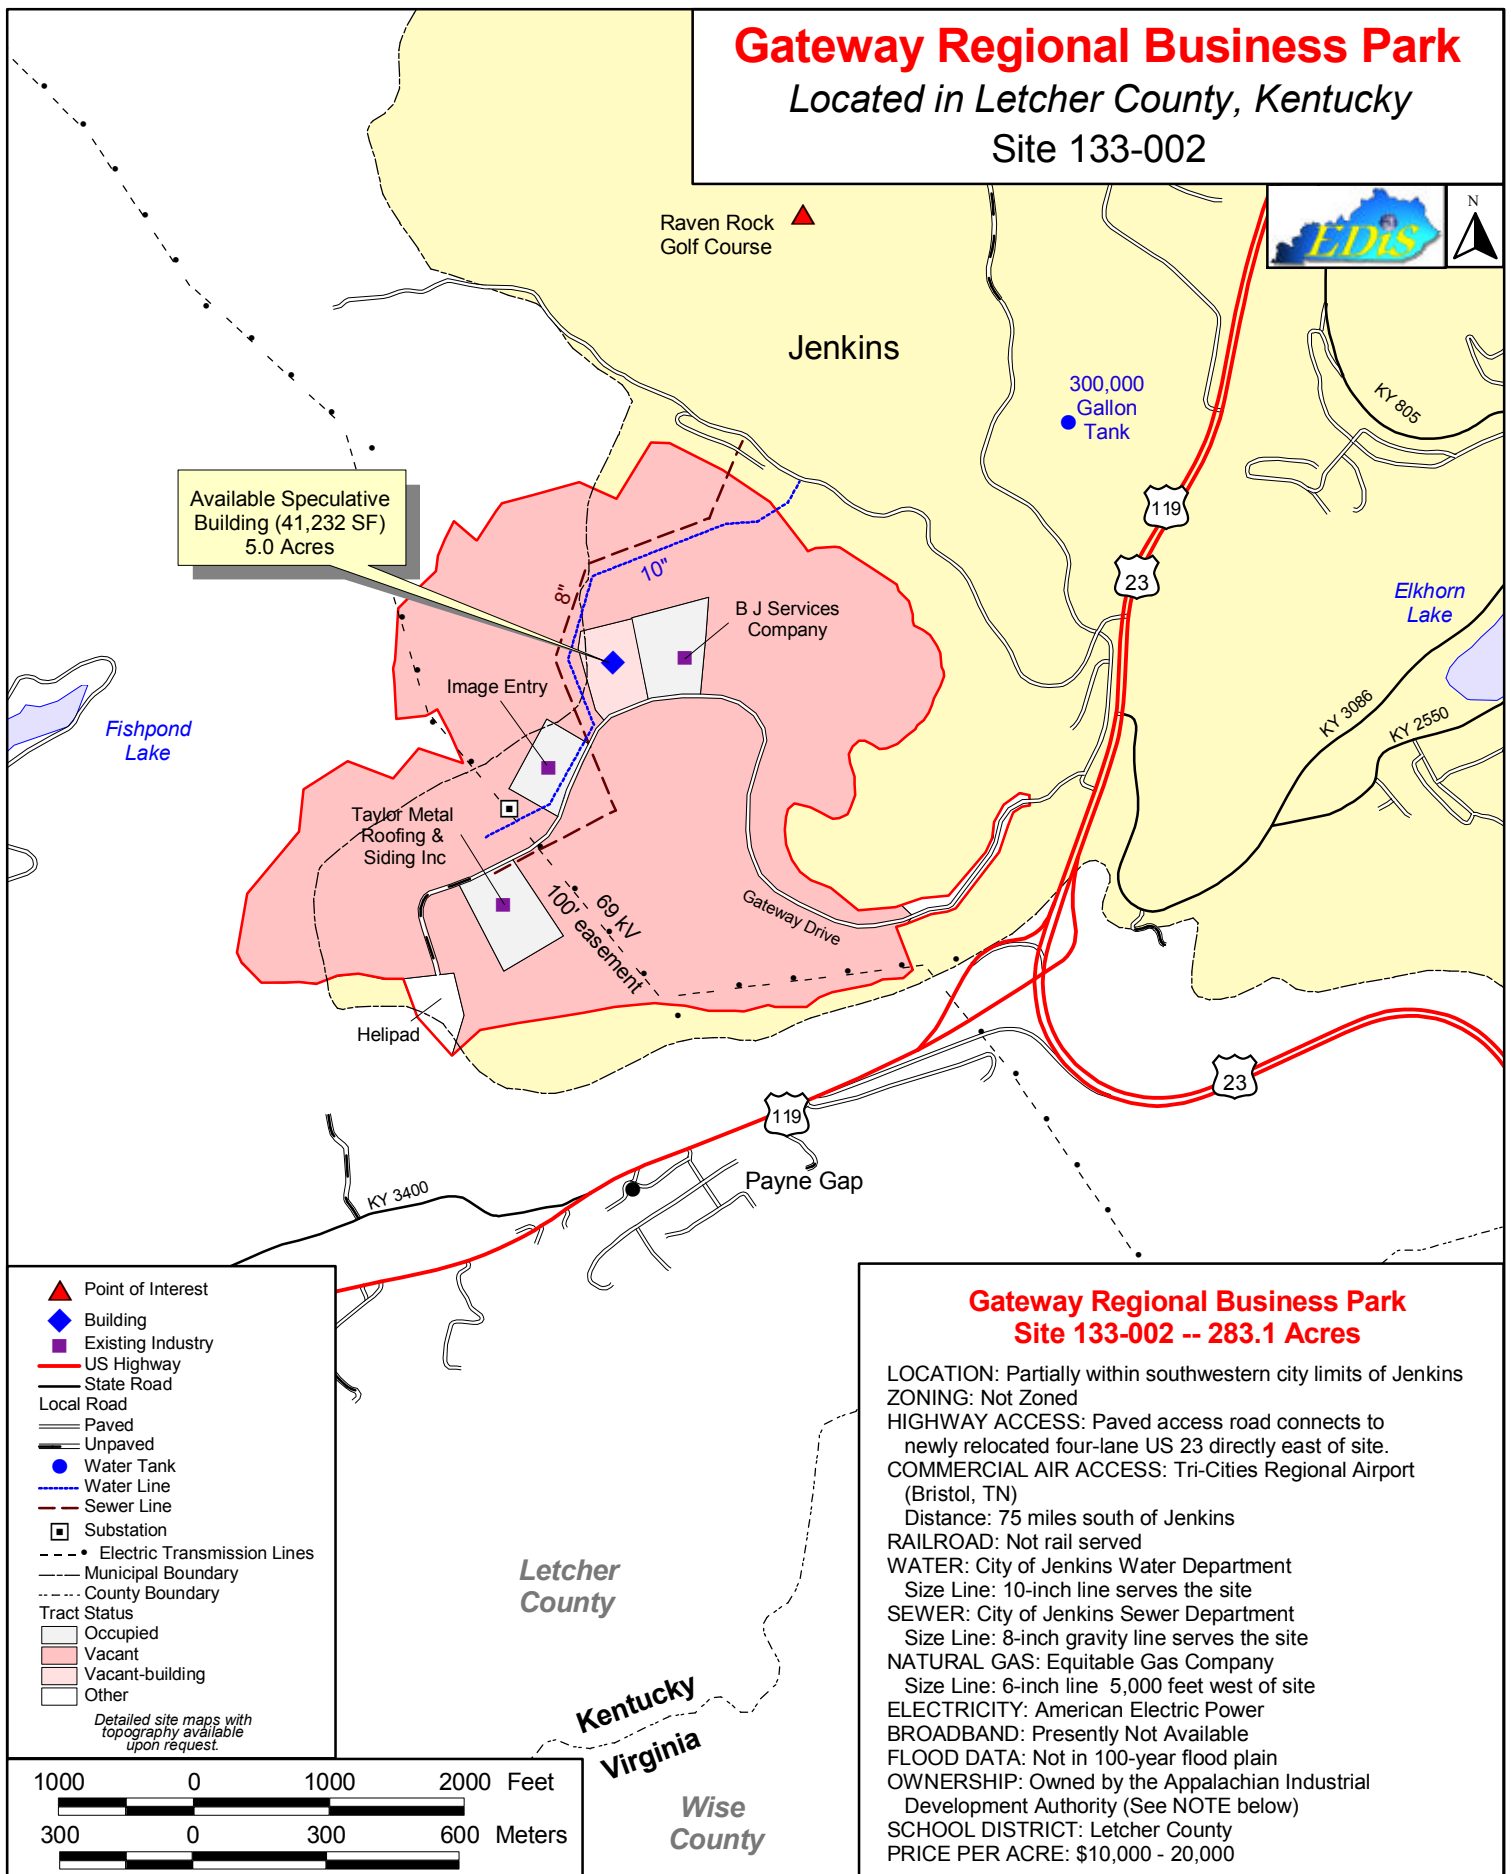 Gateway Regional Business Park
Located in Letcher County, Kentucky
Site 133-002
EDiS
N
Raven Rock
Golf Course
Jenkins
300,000
Gallon
Tank
KY 805
119
23
Available Speculative
Building (41,232 SF)
5.0 Acres
10"
8"
B J Services
Company
Elkhorn
Lake
Image Entry
Fishpond
Lake
KY 3086
KY 2550
Taylor Metal
Roofing &
Siding Inc
69 kV
100' easement
Gateway Drive
Helipad
23
119
Payne Gap
KY 3400
Point of Interest
Building
Existing Industry
US Highway
State Road
Local Road
Paved
Unpaved
Water Tank
Water Line
Sewer Line
Substation
Electric Transmission Lines
Municipal Boundary
County Boundary
Tract Status
Occupied
Vacant
Vacant-building
Other
Detailed site maps with
topography available
upon request.
1000 0 1000 2000 Feet
300 0 300 600 Meters
Letcher
County
Kentucky
Virginia
Wise
County
Gateway Regional Business Park
Site 133-002 -- 283.1 Acres
LOCATION: Partially within southwestern city limits of Jenkins
ZONING: Not Zoned
HIGHWAY ACCESS: Paved access road connects to
newly relocated four-lane US 23 directly east of site.
COMMERCIAL AIR ACCESS: Tri-Cities Regional Airport
(Bristol, TN)
Distance: 75 miles south of Jenkins
RAILROAD: Not rail served
WATER: City of Jenkins Water Department
Size Line: 10-inch line serves the site
SEWER: City of Jenkins Sewer Department
Size Line: 8-inch gravity line serves the site
NATURAL GAS: Equitable Gas Company
Size Line: 6-inch line 5,000 feet west of site
ELECTRICITY: American Electric Power
BROADBAND: Presently Not Available
FLOOD DATA: Not in 100-year flood plain
OWNERSHIP: Owned by the Appalachian Industrial
Development Authority (See NOTE below)
SCHOOL DISTRICT: Letcher County
PRICE PER ACRE: $10,000 - 20,000